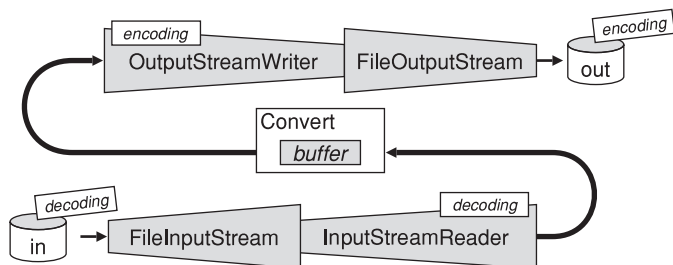 encoding
encoding
OutputStreamWriter
FileOutputStream
out
Convert
buffer
decoding
decoding
in
FileInputStream
InputStreamReader